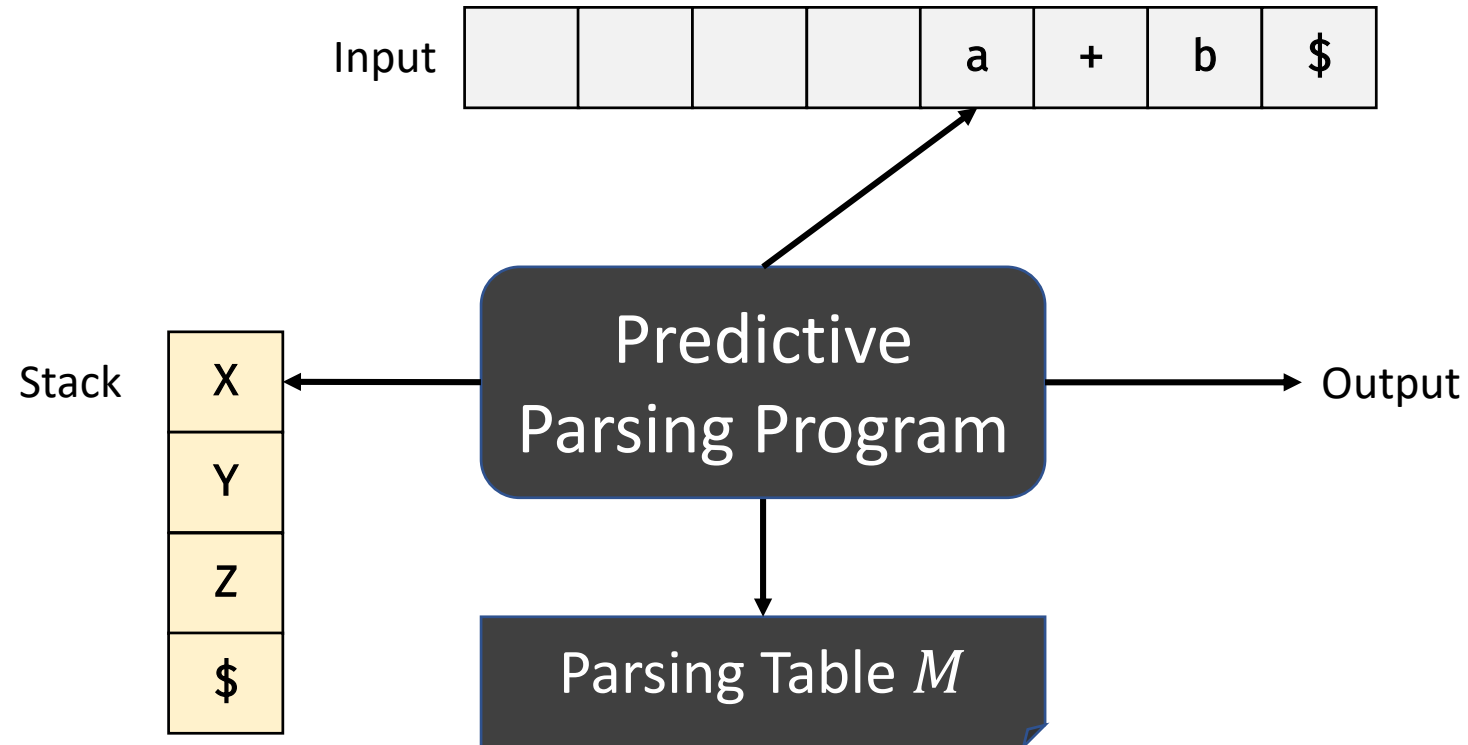 Input a + b $
Predictive
Parsing Program
Stack X
Y
Z
$
Output
Parsing Table M